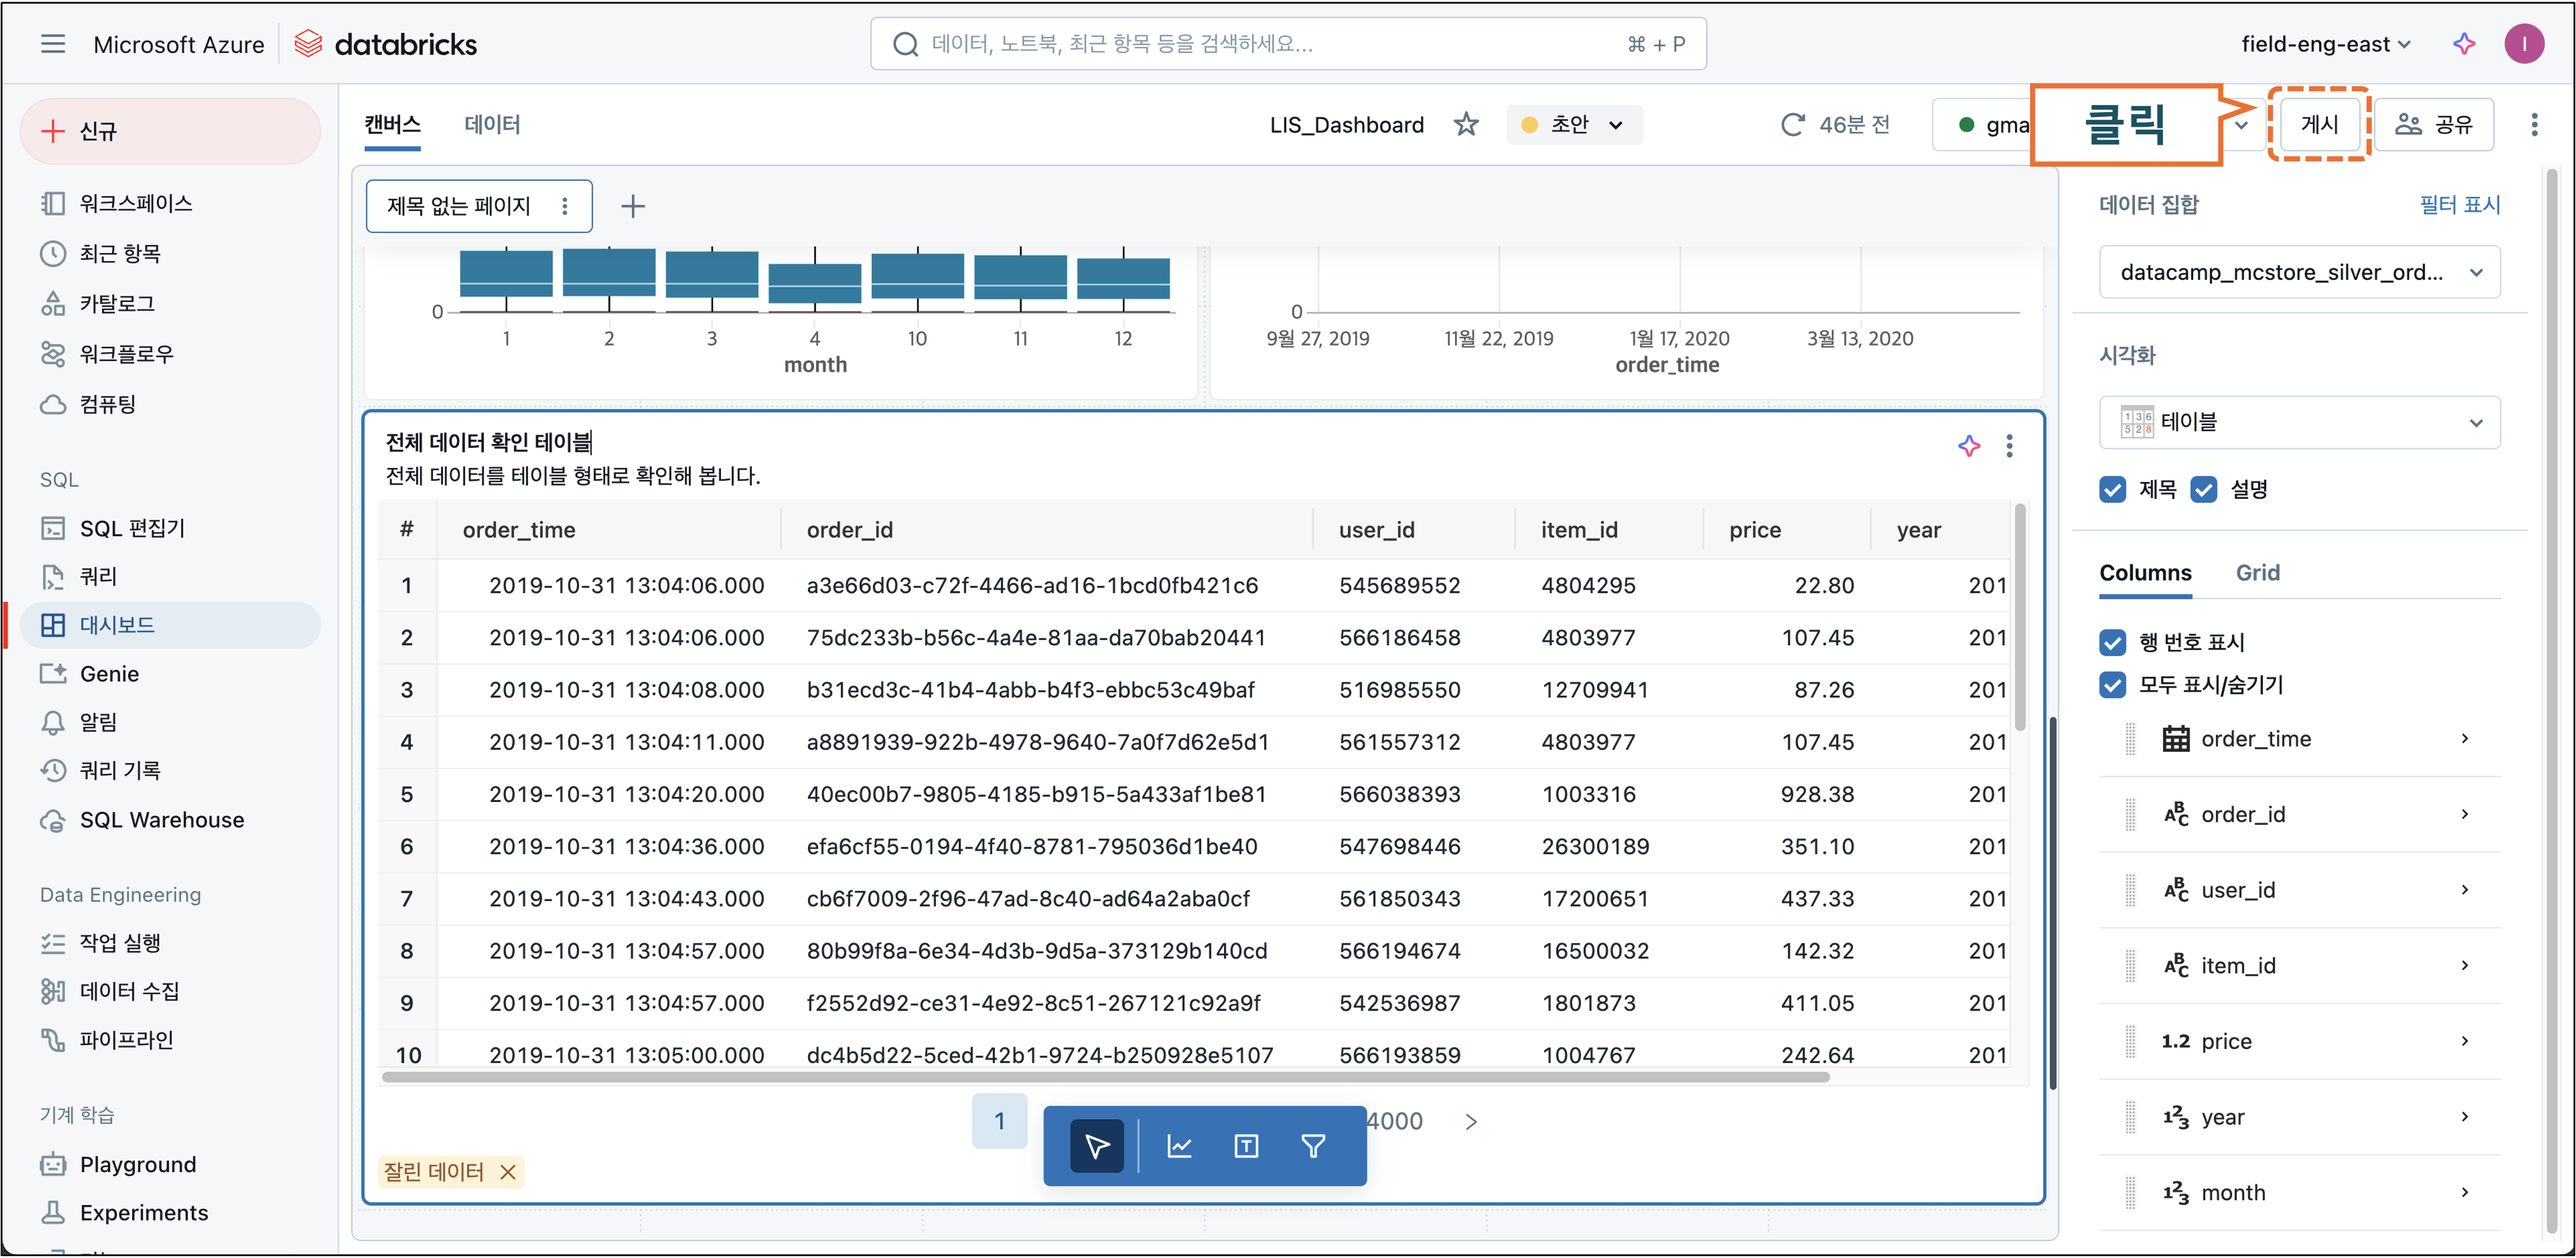 Microsoft Azure databricks
데이터, 노트북, 최근 항목 등을 검색하세요... ⌘ + P
field-eng-east
I
신규
워크스페이스
최근 항목
카탈로그
워크플로우
컴퓨팅
SQL
SQL 편집기
쿼리
대시보드
Genie
알림
쿼리 기록
SQL Warehouse
Data Engineering
작업 실행
데이터 수집
파이프라인
기계 학습
Playground
Experiments
캔버스 데이터
LIS_Dashboard
초안
46분 전
gma
클릭
게시
공유
제목 없는 페이지
0
1 2 3 4 10 11 12
month
0
9월 27, 2019 11월 22, 2019 1월 17, 2020 3월 13, 2020
order_time
전체 데이터 확인 테이블
전체 데이터를 테이블 형태로 확인해 봅니다.
# order_time order_id user_id item_id price year
1 2019-10-31 13:04:06.000 a3e66d03-c72f-4466-ad16-1bcd0fb421c6 545689552 4804295 22.80 201
2 2019-10-31 13:04:06.000 75dc233b-b56c-4a4e-81aa-da70bab20441 566186458 4803977 107.45 201
3 2019-10-31 13:04:08.000 b31ecd3c-41b4-4abb-b4f3-ebbc53c49baf 516985550 12709941 87.26 201
4 2019-10-31 13:04:11.000 a8891939-922b-4978-9640-7a0f7d62e5d1 561557312 4803977 107.45 201
5 2019-10-31 13:04:20.000 40ec00b7-9805-4185-b915-5a433af1be81 566038393 1003316 928.38 201
6 2019-10-31 13:04:36.000 efa6cf55-0194-4f40-8781-795036d1be40 547698446 26300189 351.10 201
7 2019-10-31 13:04:43.000 cb6f7009-2f96-47ad-8c40-ad64a2aba0cf 561850343 17200651 437.33 201
8 2019-10-31 13:04:57.000 80b99f8a-6e34-4d3b-9d5a-373129b140cd 566194674 16500032 142.32 201
9 2019-10-31 13:04:57.000 f2552d92-ce31-4e92-8c51-267121c92a9f 542536987 1801873 411.05 201
10 2019-10-31 13:05:00.000 dc4b5d22-5ced-42b1-9724-b250928e5107 566193859 1004767 242.64 201
1 4000
잘린 데이터
데이터 집합 필터 표시
datacamp_mcstore_silver_ord...
시각화
테이블
제목 설명
Columns Grid
행 번호 표시
모두 표시/숨기기
order_time
ABC order_id
ABC user_id
ABC item_id
1.2 price
123 year
123 month